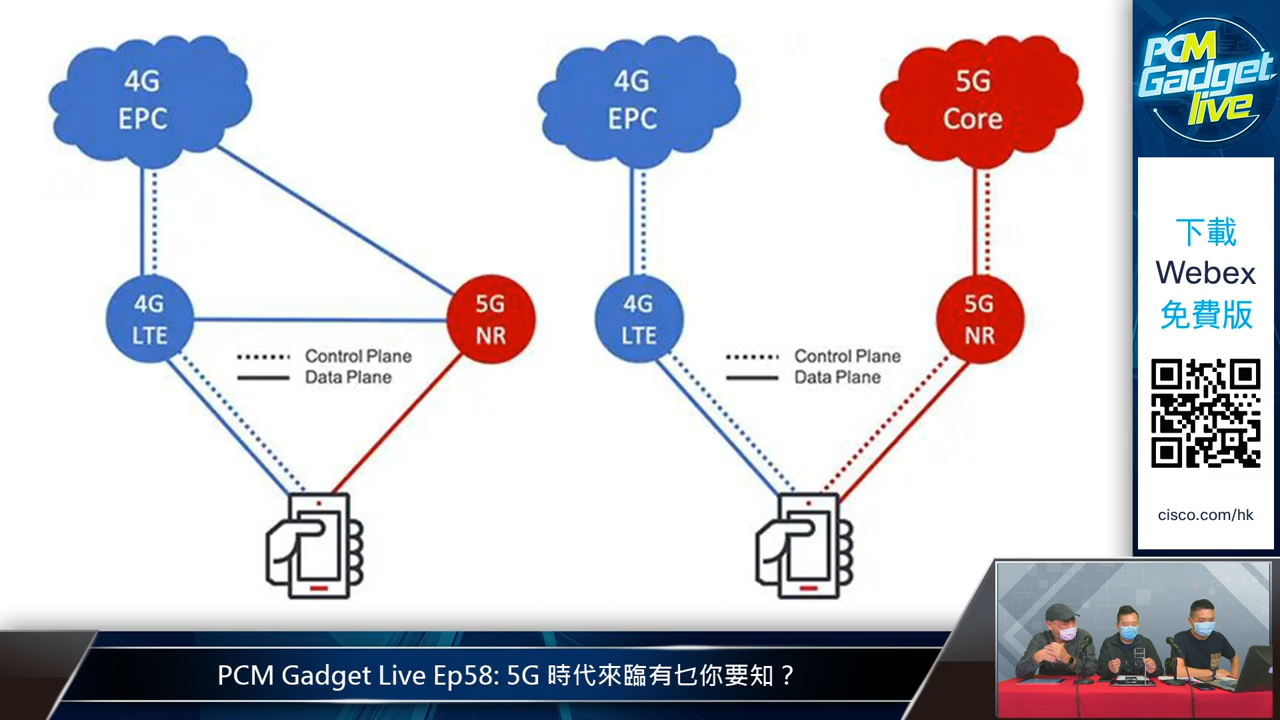 4G
EPC
4G
LTE
5G
NR
Control Plane
Data Plane
4G
EPC
5G
Core
4G
LTE
5G
NR
Control Plane
Data Plane
PCM
Gadget
live
下載
Webex
免費版
cisco.com/hk
PCM Gadget Live Ep58: 5G 時代來臨有乜你要知？